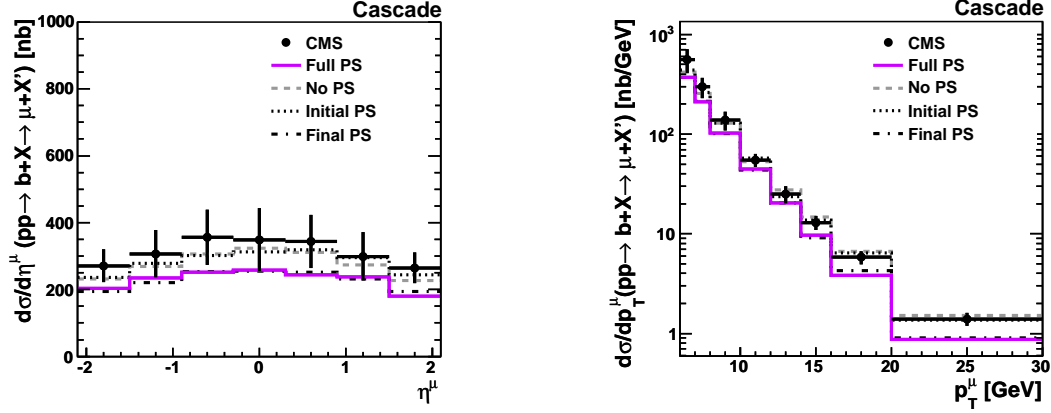 Cascade
dσ/dη^μ (pp→ b+X→ μ+X') [nb]
1000
800
600
400
200
0
CMS
Full PS
No PS
Initial PS
Final PS
-2 -1 0 1 2
η^μ
Cascade
dσ/dp_T^μ(pp→ b+X→ μ+X') [nb/GeV]
10^3
10^2
10
1
CMS
Full PS
No PS
Initial PS
Final PS
10 15 20 25 30
p_T^μ [GeV]